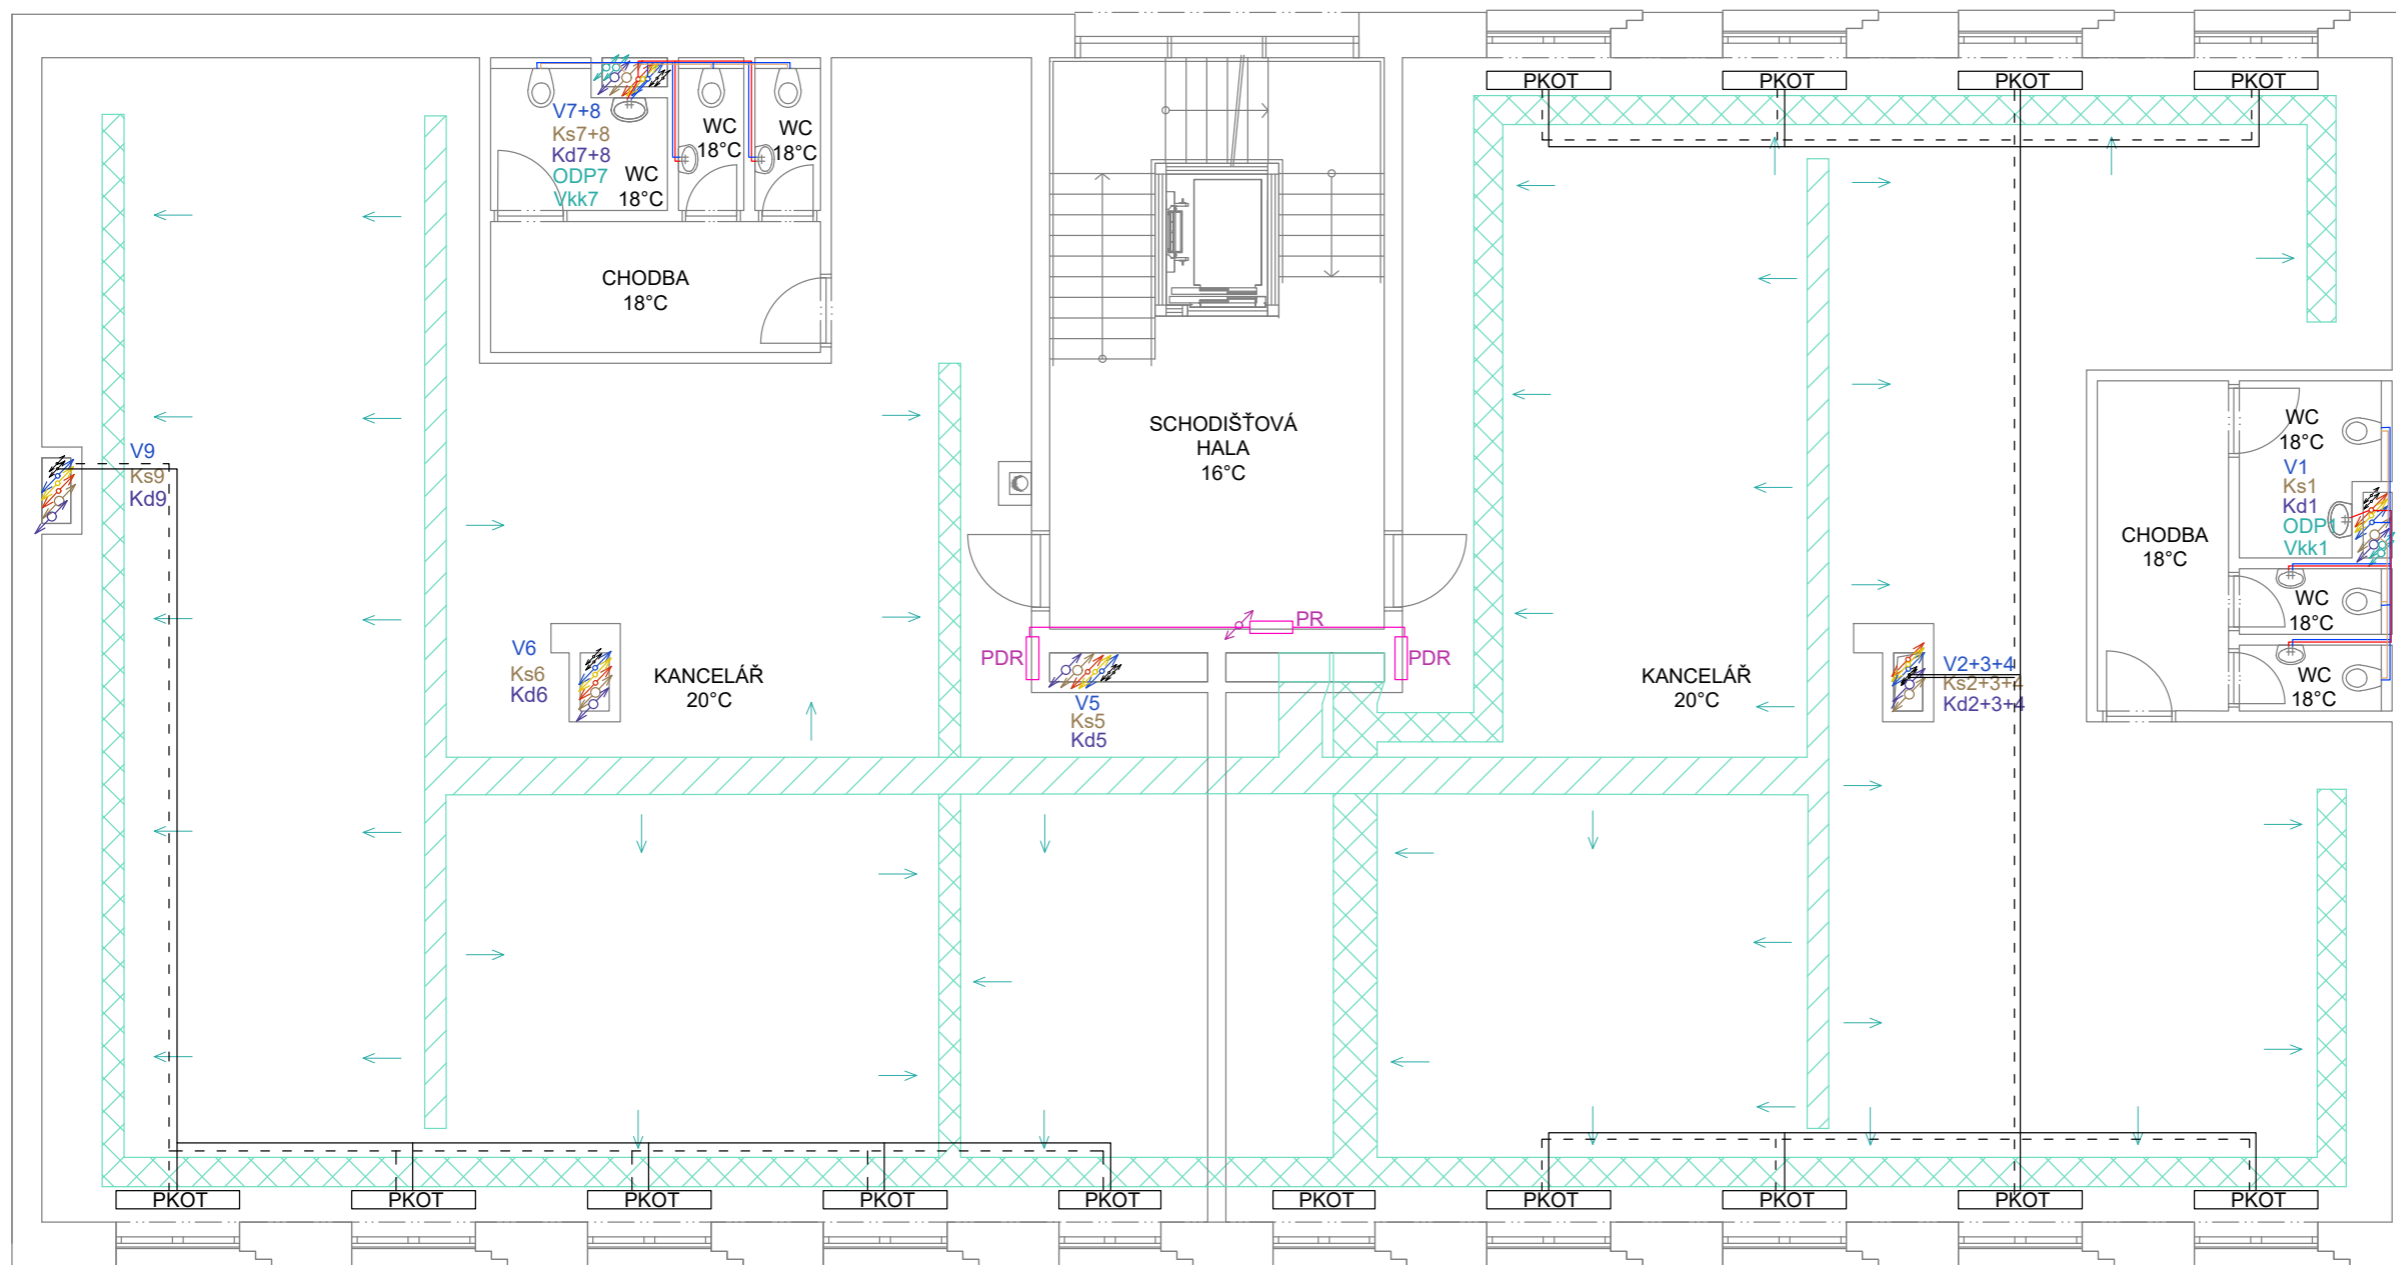 PKOT
PKOT
PKOT
PKOT
V7+8
Ks7+8
Kd7+8
ODP7
Vkk7
WC
18°C
WC
18°C
WC
18°C
CHODBA
18°C
SCHODIŠŤOVÁ
HALA
16°C
V9
Ks9
Kd9
WC
18°C
V1
Ks1
Kd1
ODP1
Vkk1
CHODBA
18°C
WC
18°C
WC
18°C
V6
Ks6
Kd6
KANCELÁŘ
20°C
PDR
PR
PDR
V5
Ks5
Kd5
KANCELÁŘ
20°C
V2+3+4
Ks2+3+4
Kd2+3+4
PKOT
PKOT
PKOT
PKOT
PKOT
PKOT
PKOT
PKOT
PKOT
PKOT